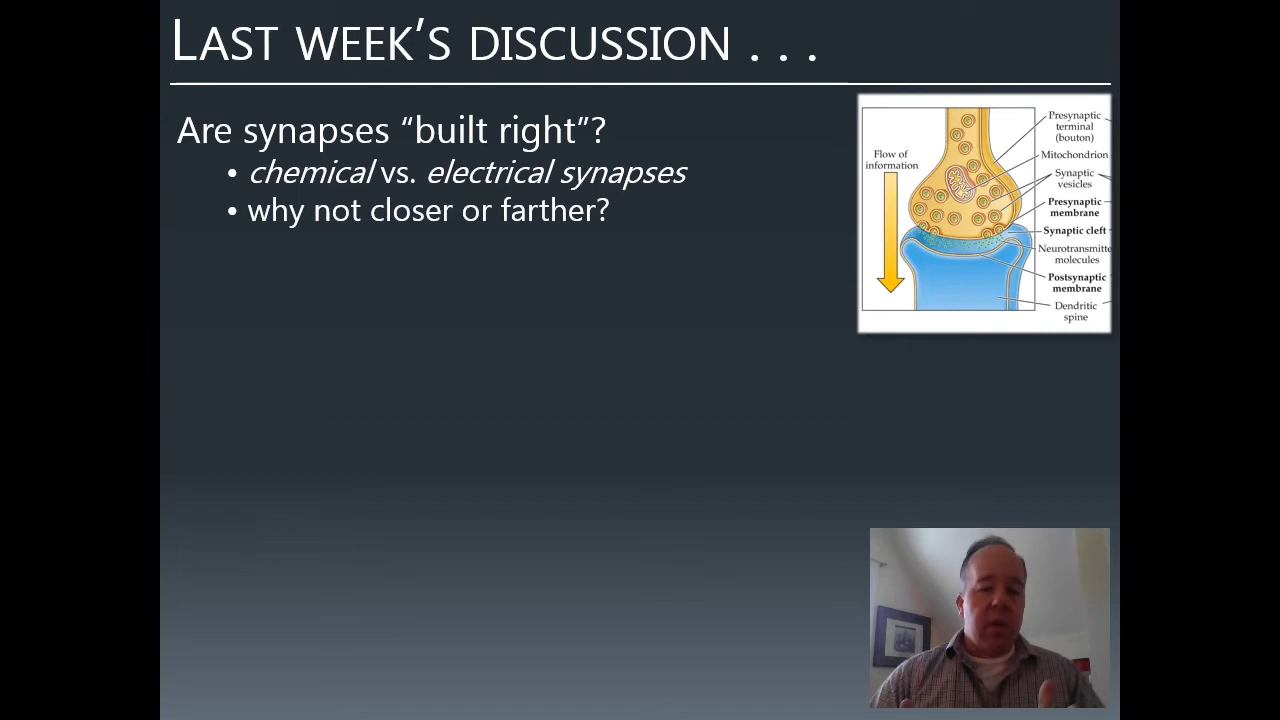 LAST WEEK'S DISCUSSION . . .
Are synapses “built right”?
• chemical vs. electrical synapses
• why not closer or farther?
Flow of
information
Presynaptic
terminal
(bouton)
Mitochondrion
Synaptic
vesicles
Presynaptic
membrane
Synaptic cleft
Neurotransmitte
molecules
Postsynaptic
membrane
Dendritic
spine